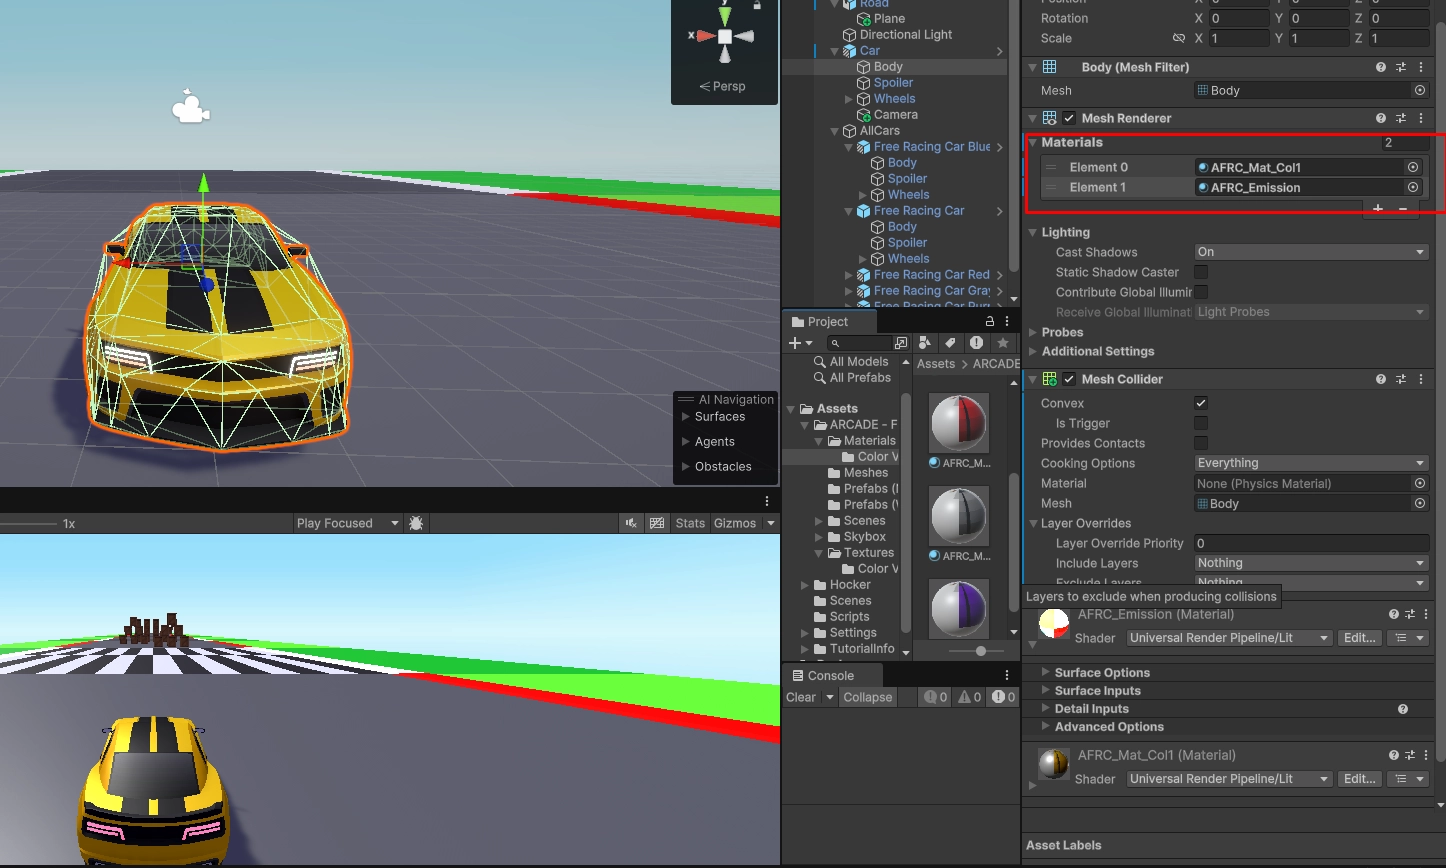 y
x
< Persp
AI Navigation
Surfaces
Agents
Obstacles
1x
Play Focused
Stats
Gizmos
Road
Plane
Directional Light
Car
Body
Spoiler
Wheels
Camera
AllCars
Free Racing Car Blue
Body
Spoiler
Wheels
Free Racing Car
Body
Spoiler
Wheels
Free Racing Car Red
Free Racing Car Gray
Project
All Models
All Prefabs
Assets
ARCADE - F
Materials
Color V
Meshes
Prefabs (
Prefabs (
Scenes
Skybox
Textures
Color V
Hocker
Scenes
Scripts
Settings
TutorialInfo
Assets > ARCADE
AFRC_M...
AFRC_M...
Console
Clear
Collapse
0
0
0
Rotation X 0 Y 0 Z 0
Scale X 1 Y 1 Z 1
Body (Mesh Filter)
Mesh Body
Mesh Renderer
Materials 2
Element 0 AFRC_Mat_Col1
Element 1 AFRC_Emission
+ −
Lighting
Cast Shadows On
Static Shadow Caster
Contribute Global Illumin
Receive Global Illuminat Light Probes
Probes
Additional Settings
Mesh Collider
Convex
Is Trigger
Provides Contacts
Cooking Options Everything
Material None (Physics Material)
Mesh Body
Layer Overrides
Layer Override Priority 0
Include Layers Nothing
Exclude Layers Nothing
Layers to exclude when producing collisions
AFRC_Emission (Material)
Shader Universal Render Pipeline/Lit Edit...
Surface Options
Surface Inputs
Detail Inputs
Advanced Options
AFRC_Mat_Col1 (Material)
Shader Universal Render Pipeline/Lit Edit...
Asset Labels